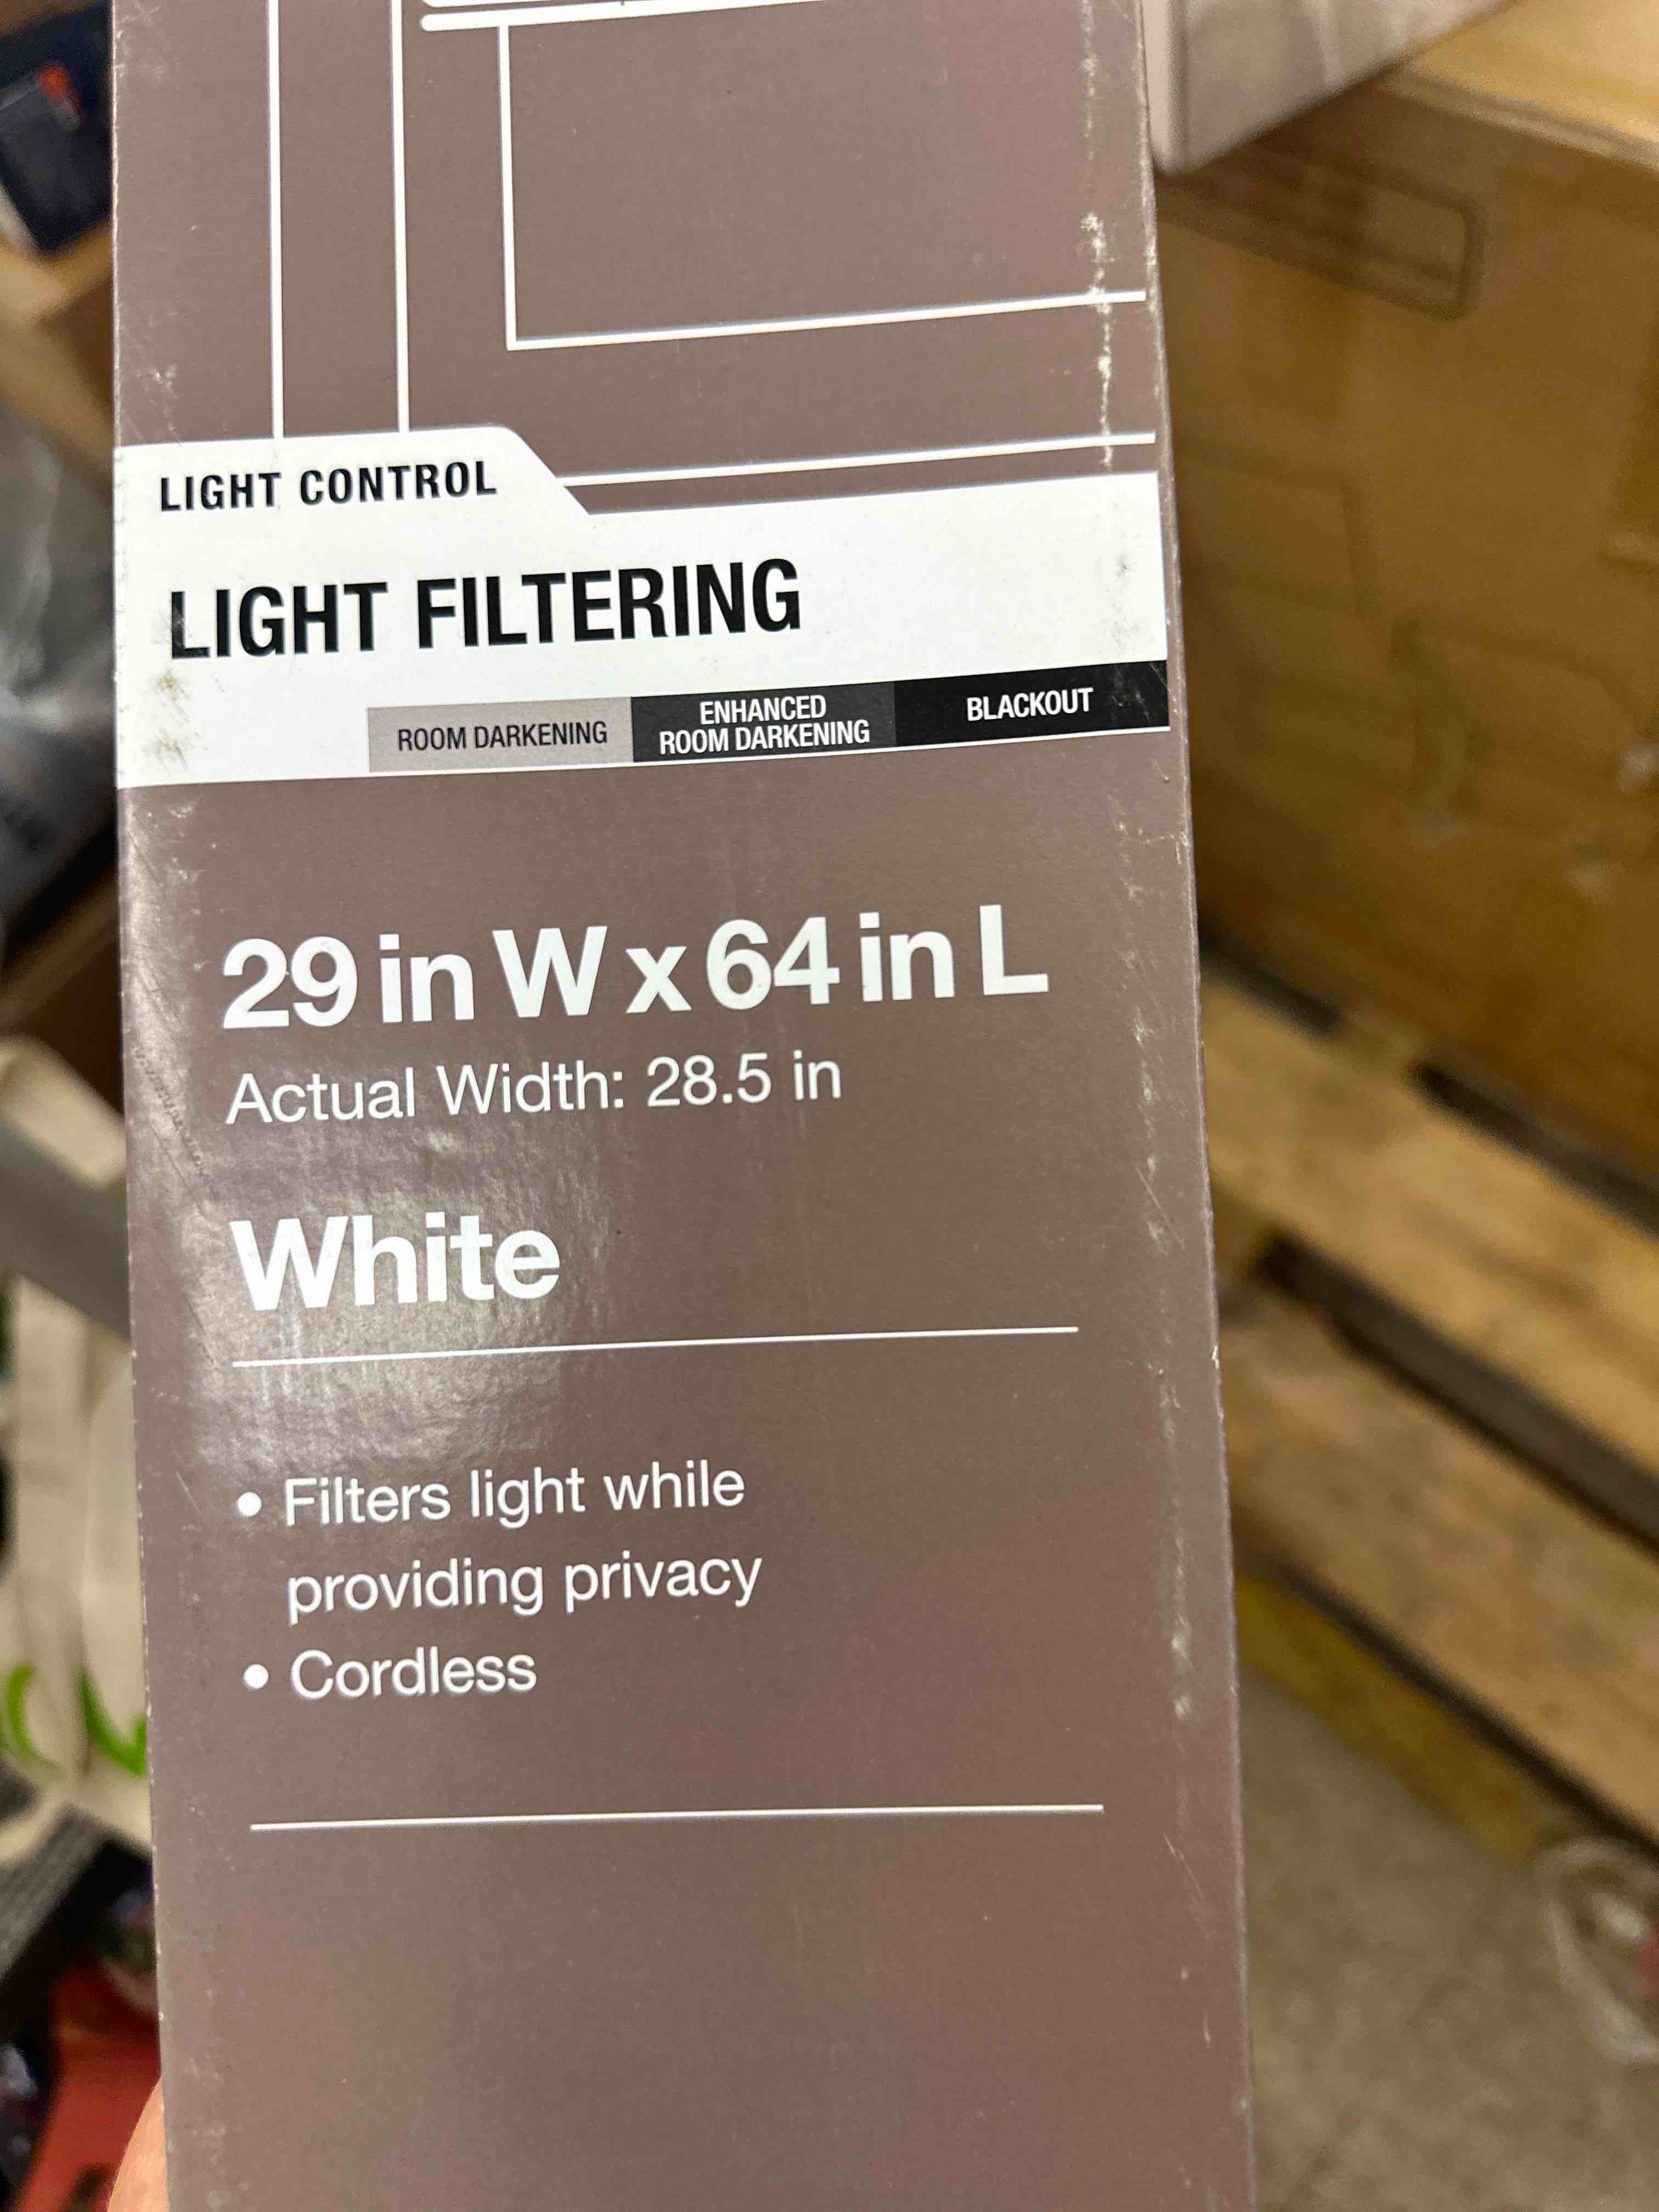 LIGHT CONTROL
LIGHT FILTERING
ROOM DARKENING
ENHANCED
ROOM DARKENING
BLACKOUT
29 in W x 64 in L
Actual Width: 28.5 in
White
• Filters light while
providing privacy
• Cordless